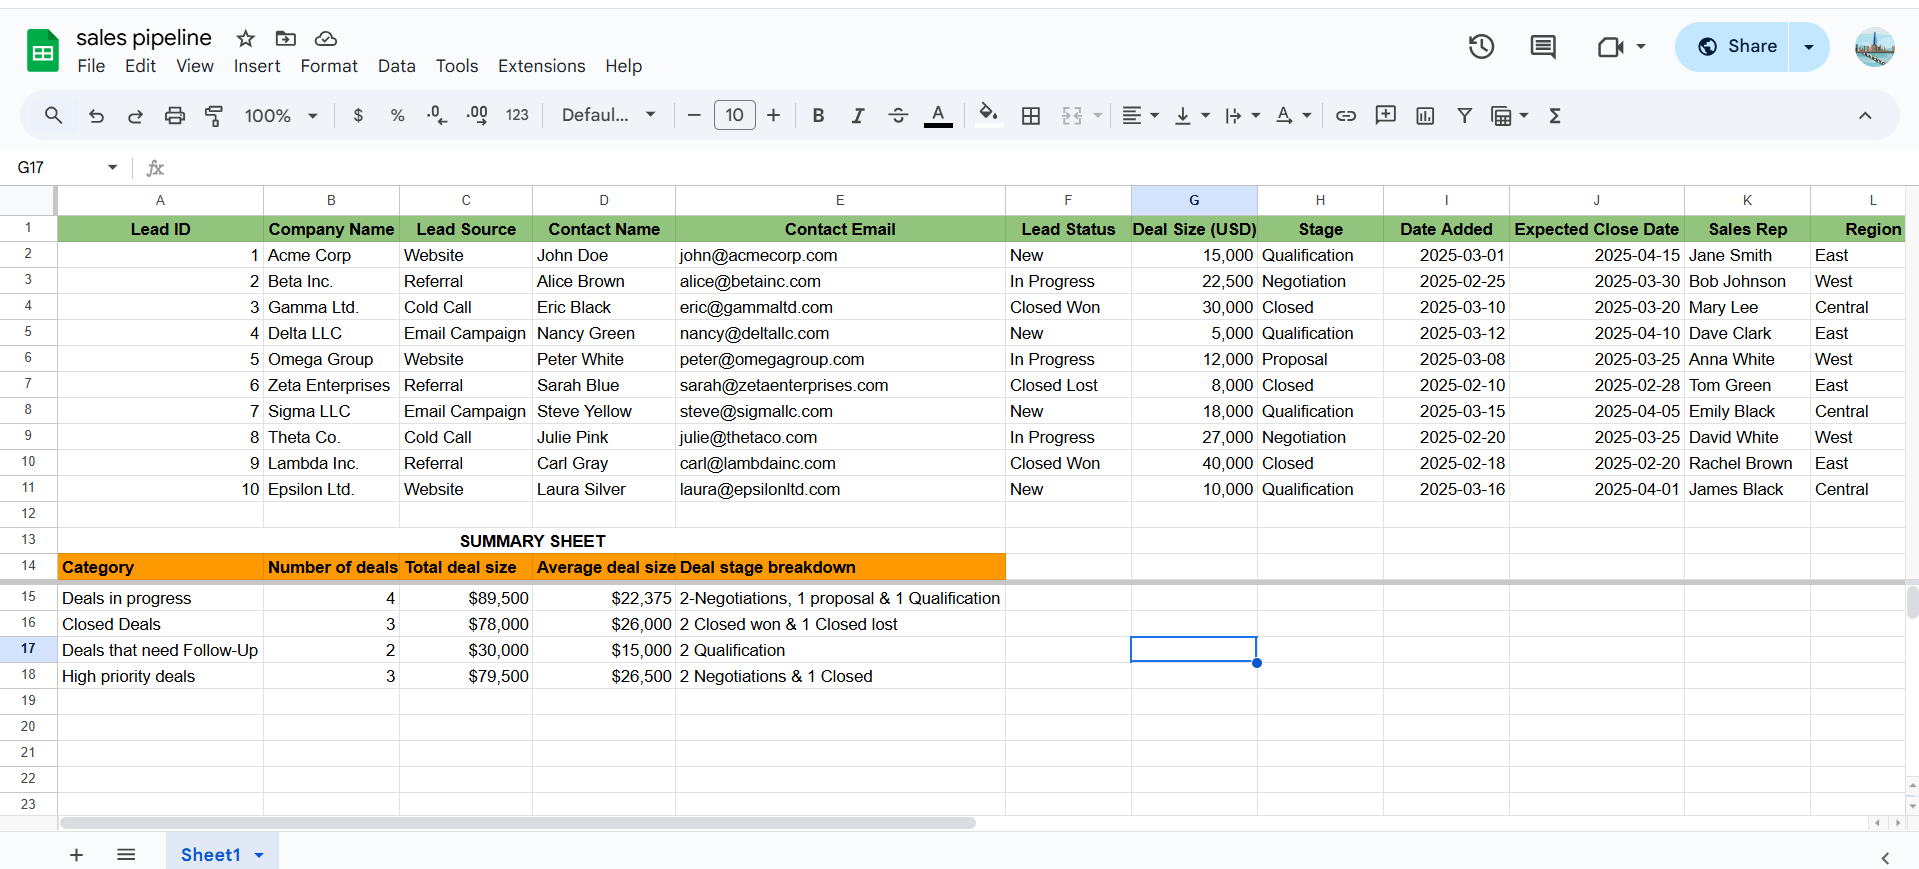 sales pipeline
File Edit View Insert Format Data Tools Extensions Help
Share
100% $ % .0 .00 123 Defaul... 10 B I A
G17 fx
A B C D E F G H I J K L
1 Lead ID Company Name Lead Source Contact Name Contact Email Lead Status Deal Size (USD) Stage Date Added Expected Close Date Sales Rep Region
2 1 Acme Corp Website John Doe john@acmecorp.com New 15,000 Qualification 2025-03-01 2025-04-15 Jane Smith East
3 2 Beta Inc. Referral Alice Brown alice@betainc.com In Progress 22,500 Negotiation 2025-02-25 2025-03-30 Bob Johnson West
4 3 Gamma Ltd. Cold Call Eric Black eric@gammaltd.com Closed Won 30,000 Closed 2025-03-10 2025-03-20 Mary Lee Central
5 4 Delta LLC Email Campaign Nancy Green nancy@deltallc.com New 5,000 Qualification 2025-03-12 2025-04-10 Dave Clark East
6 5 Omega Group Website Peter White peter@omegagroup.com In Progress 12,000 Proposal 2025-03-08 2025-03-25 Anna White West
7 6 Zeta Enterprises Referral Sarah Blue sarah@zetaenterprises.com Closed Lost 8,000 Closed 2025-02-10 2025-02-28 Tom Green East
8 7 Sigma LLC Email Campaign Steve Yellow steve@sigmallc.com New 18,000 Qualification 2025-03-15 2025-04-05 Emily Black Central
9 8 Theta Co. Cold Call Julie Pink julie@thetaco.com In Progress 27,000 Negotiation 2025-02-20 2025-03-25 David White West
10 9 Lambda Inc. Referral Carl Gray carl@lambdainc.com Closed Won 40,000 Closed 2025-02-18 2025-02-20 Rachel Brown East
11 10 Epsilon Ltd. Website Laura Silver laura@epsilonltd.com New 10,000 Qualification 2025-03-16 2025-04-01 James Black Central
12
13 SUMMARY SHEET
14 Category Number of deals Total deal size Average deal size Deal stage breakdown
15 Deals in progress 4 $89,500 $22,375 2-Negotiations, 1 proposal & 1 Qualification
16 Closed Deals 3 $78,000 $26,000 2 Closed won & 1 Closed lost
17 Deals that need Follow-Up 2 $30,000 $15,000 2 Qualification
18 High priority deals 3 $79,500 $26,500 2 Negotiations & 1 Closed
19
20
21
22
23
Sheet1